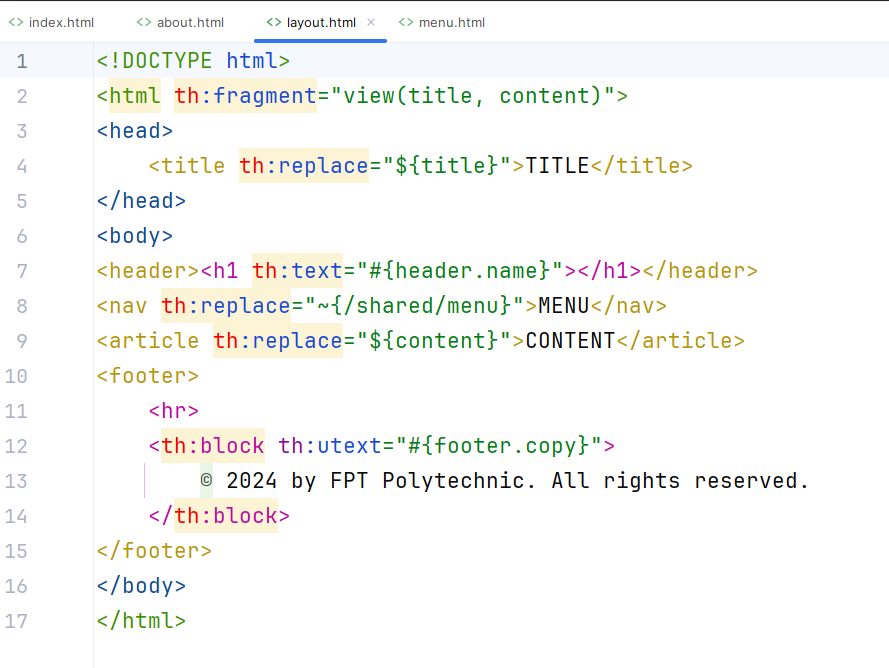 index.html about.html layout.html × menu.html
1 <!DOCTYPE html>
2 <html th:fragment="view(title, content)">
3 <head>
4     <title th:replace="${title}">TITLE</title>
5 </head>
6 <body>
7 <header><h1 th:text="#{header.name}"></h1></header>
8 <nav th:replace="~{/shared/menu}">MENU</nav>
9 <article th:replace="${content}">CONTENT</article>
10 <footer>
11     <hr>
12     <th:block th:utext="#{footer.copy}">
13         © 2024 by FPT Polytechnic. All rights reserved.
14     </th:block>
15 </footer>
16 </body>
17 </html>